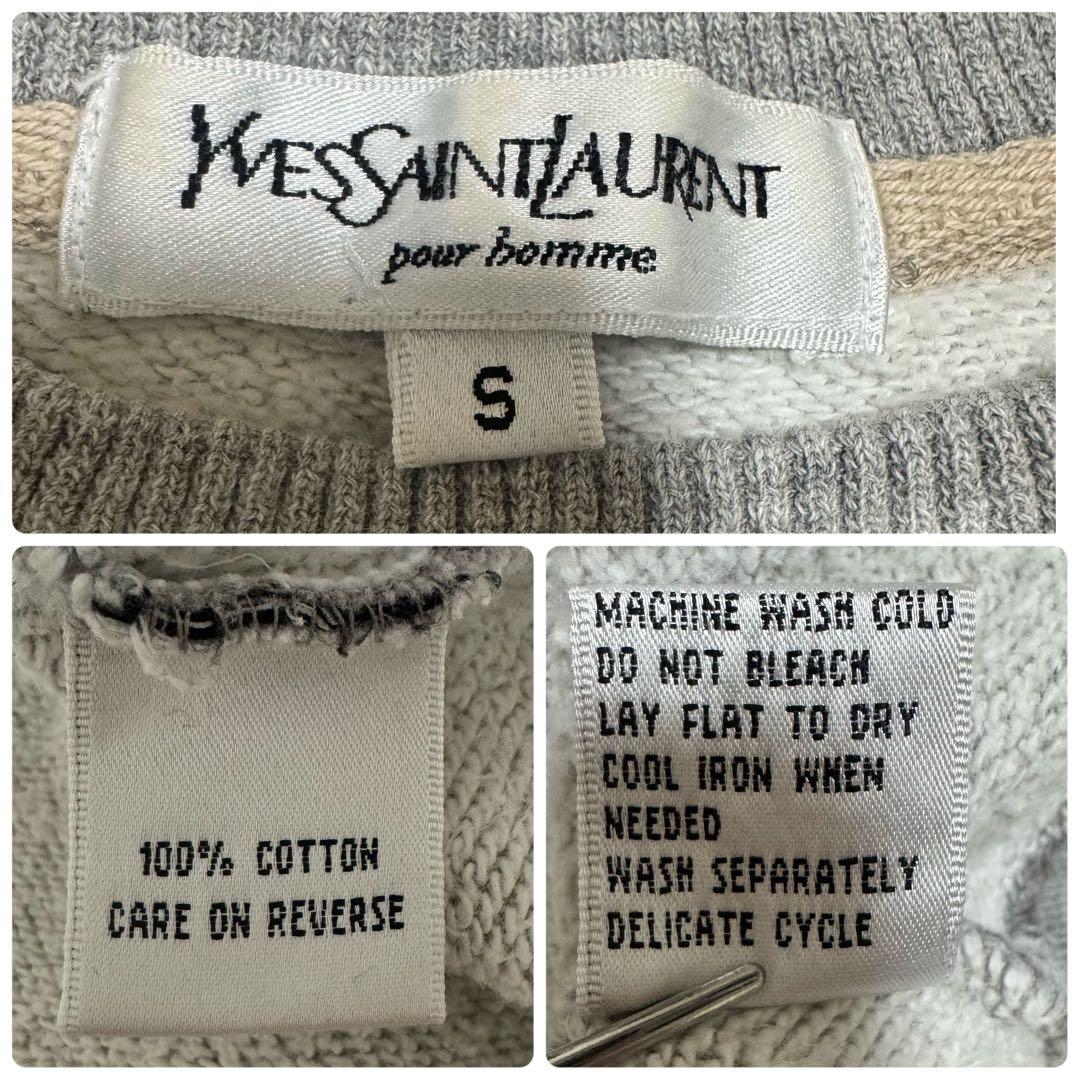 YVESSAINTLAURENT
pour homme
S
100% COTTON
CARE ON REVERSE
MACHINE WASH COLD
DO NOT BLEACH
LAY FLAT TO DRY
COOL IRON WHEN
NEEDED
WASH SEPARATELY
DELICATE CYCLE